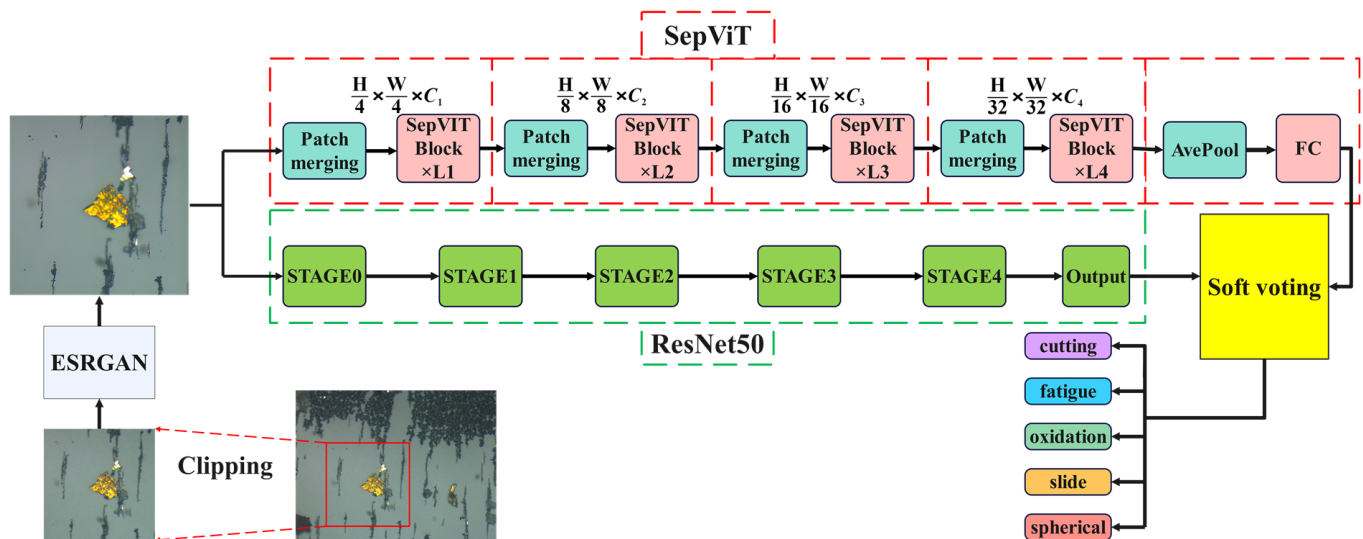 SepViT
H/4 × W/4 × C₁
H/8 × W/8 × C₂
H/16 × W/16 × C₃
H/32 × W/32 × C₄
Patch
merging
SepVIT
Block
×L1
Patch
merging
SepVIT
Block
×L2
Patch
merging
SepVIT
Block
×L3
Patch
merging
SepVIT
Block
×L4
AvePool
FC
STAGE0
STAGE1
STAGE2
STAGE3
STAGE4
Output
Soft voting
ResNet50
ESRGAN
Clipping
cutting
fatigue
oxidation
slide
spherical